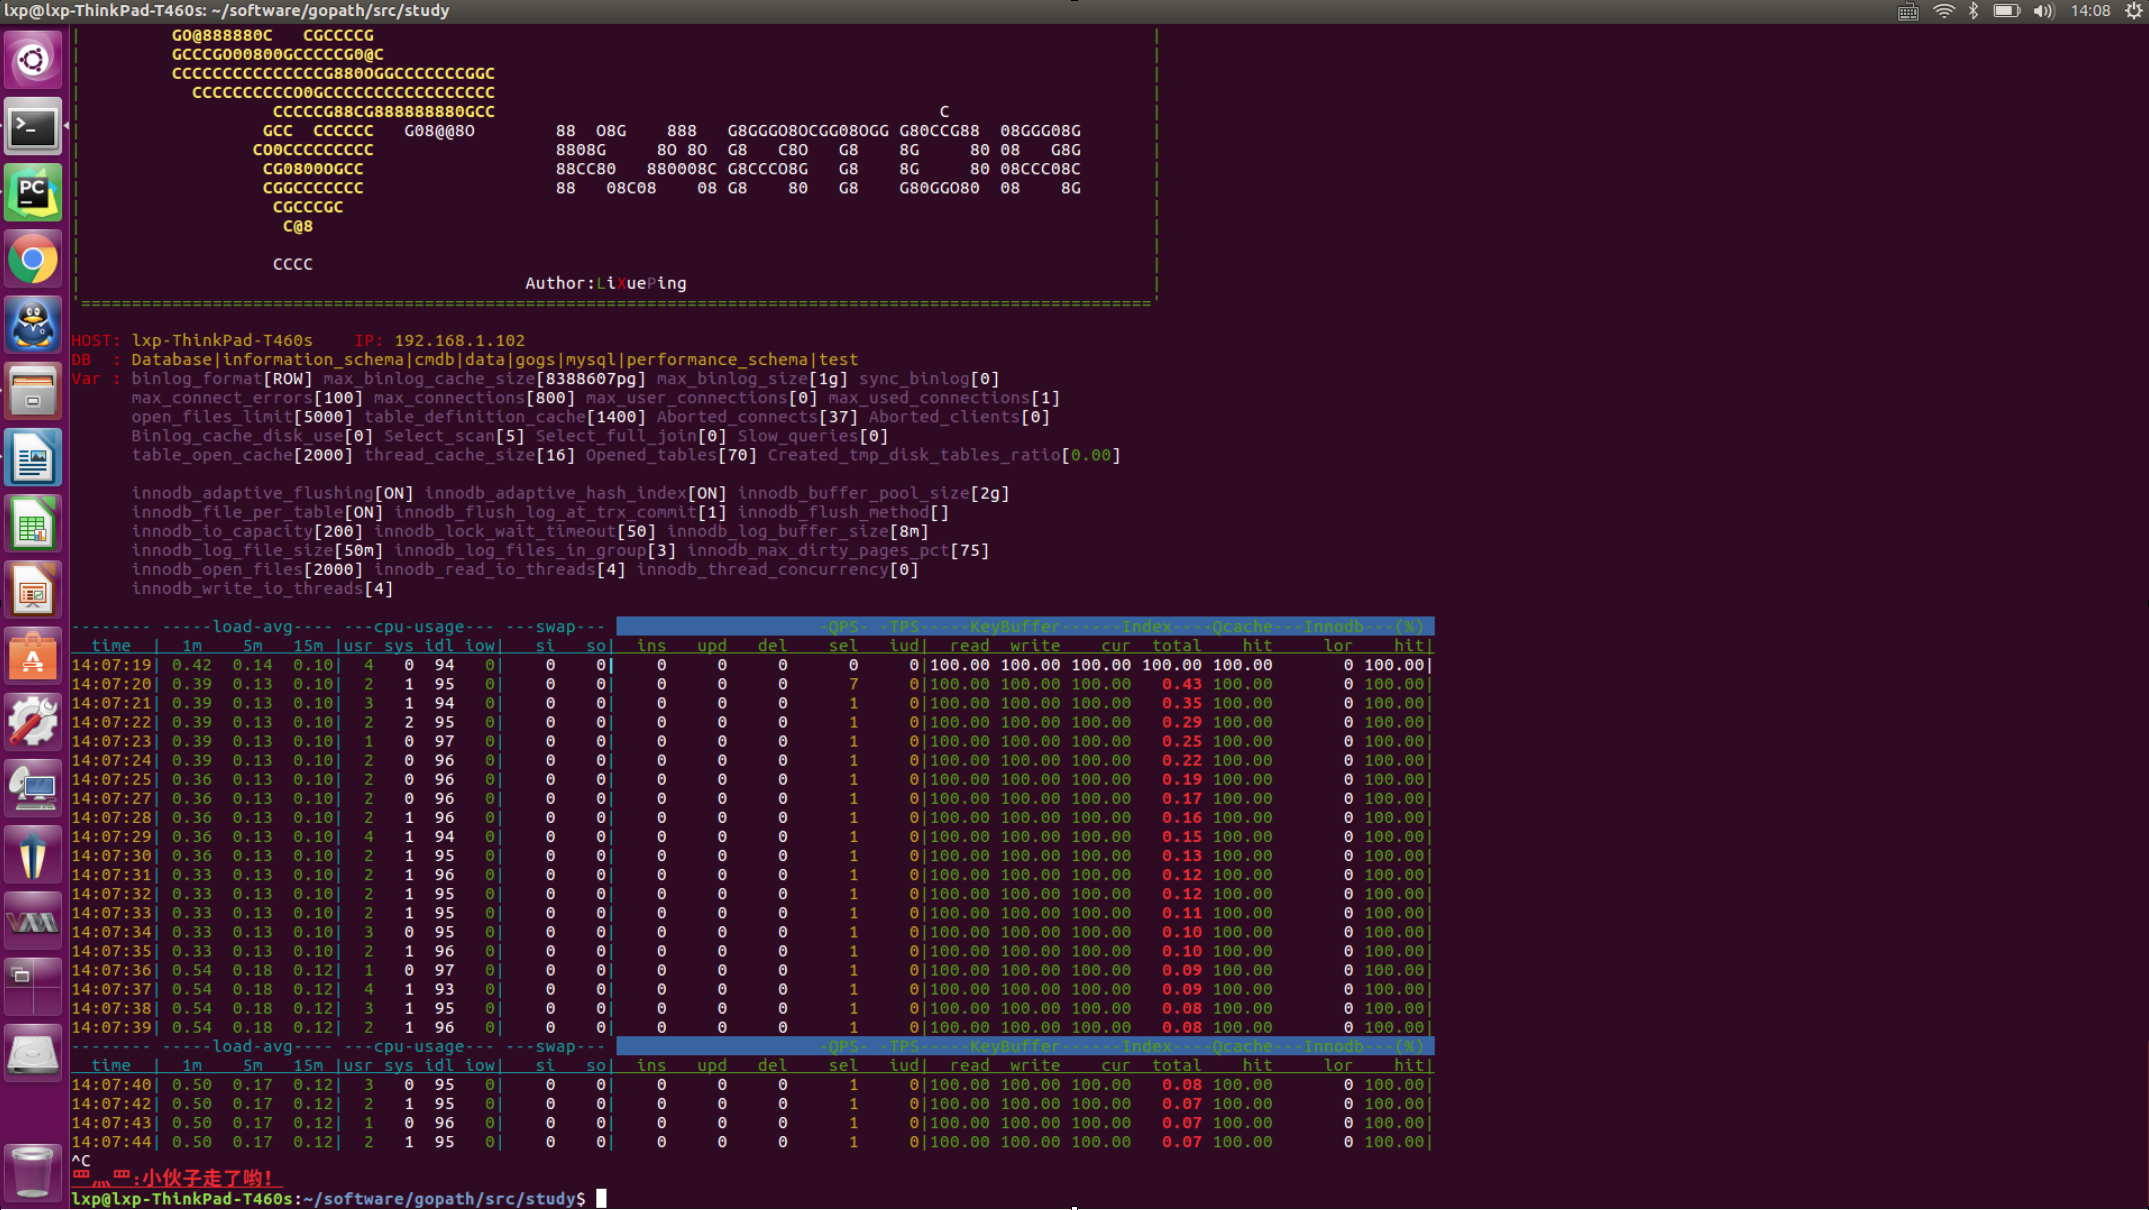 lxp@lxp-ThinkPad-T460s: ~/software/gopath/src/study 14:08
GO@888880C CGCCCCG
GCCCGO00800GCCCCCG0@C
CCCCCCCCCCCCCCCG880OGGCCCCCCCGGC
CCCCCCCCCCO0GCCCCCCCCCCCCCCCCC
CCCCCG88CG888888880GCC C
GCC CCCCCC G08@@8O 88 O8G 888 G8GGGO8OCGG08OGG G80CCG88 08GGG08G
CO0CCCCCCCCC 8808G 8O 8O G8 C8O G8 8G 80 08 G8G
CG0800OGCC 88CC80 880008C G8CCCO8G G8 8G 80 08CCC08C
CGGCCCCCCC 88 08C08 08 G8 80 G8 G80GGO80 08 8G
CGCCCGC
C@8
CCCC
Author:LiXuePing
HOST: lxp-ThinkPad-T460s IP: 192.168.1.102
DB : Database|information_schema|cmdb|data|gogs|mysql|performance_schema|test
Var : binlog_format[ROW] max_binlog_cache_size[8388607pg] max_binlog_size[1g] sync_binlog[0]
max_connect_errors[100] max_connections[800] max_user_connections[0] max_used_connections[1]
open_files_limit[5000] table_definition_cache[1400] Aborted_connects[37] Aborted_clients[0]
Binlog_cache_disk_use[0] Select_scan[5] Select_full_join[0] Slow_queries[0]
table_open_cache[2000] thread_cache_size[16] Opened_tables[70] Created_tmp_disk_tables_ratio[0.00]
innodb_adaptive_flushing[ON] innodb_adaptive_hash_index[ON] innodb_buffer_pool_size[2g]
innodb_file_per_table[ON] innodb_flush_log_at_trx_commit[1] innodb_flush_method[]
innodb_io_capacity[200] innodb_lock_wait_timeout[50] innodb_log_buffer_size[8m]
innodb_log_file_size[50m] innodb_log_files_in_group[3] innodb_max_dirty_pages_pct[75]
innodb_open_files[2000] innodb_read_io_threads[4] innodb_thread_concurrency[0]
innodb_write_io_threads[4]
-------- -----load-avg---- ---cpu-usage--- ---swap--- -QPS- -TPS-----KeyBuffer------Index----Qcache---Innodb---(%)
time | 1m 5m 15m|usr sys idl iow| si so| ins upd del sel iud| read write cur total hit lor hit|
14:07:19| 0.42 0.14 0.10| 4 0 94 0| 0 0| 0 0 0 0 0|100.00 100.00 100.00 100.00 100.00 0 100.00|
14:07:20| 0.39 0.13 0.10| 2 1 95 0| 0 0| 0 0 0 7 0|100.00 100.00 100.00 0.43 100.00 0 100.00|
14:07:21| 0.39 0.13 0.10| 3 1 94 0| 0 0| 0 0 0 1 0|100.00 100.00 100.00 0.35 100.00 0 100.00|
14:07:22| 0.39 0.13 0.10| 2 2 95 0| 0 0| 0 0 0 1 0|100.00 100.00 100.00 0.29 100.00 0 100.00|
14:07:23| 0.39 0.13 0.10| 1 0 97 0| 0 0| 0 0 0 1 0|100.00 100.00 100.00 0.25 100.00 0 100.00|
14:07:24| 0.39 0.13 0.10| 2 0 96 0| 0 0| 0 0 0 1 0|100.00 100.00 100.00 0.22 100.00 0 100.00|
14:07:25| 0.36 0.13 0.10| 2 0 96 0| 0 0| 0 0 0 1 0|100.00 100.00 100.00 0.19 100.00 0 100.00|
14:07:27| 0.36 0.13 0.10| 2 0 96 0| 0 0| 0 0 0 1 0|100.00 100.00 100.00 0.17 100.00 0 100.00|
14:07:28| 0.36 0.13 0.10| 2 1 96 0| 0 0| 0 0 0 1 0|100.00 100.00 100.00 0.16 100.00 0 100.00|
14:07:29| 0.36 0.13 0.10| 4 1 94 0| 0 0| 0 0 0 1 0|100.00 100.00 100.00 0.15 100.00 0 100.00|
14:07:30| 0.36 0.13 0.10| 2 1 95 0| 0 0| 0 0 0 1 0|100.00 100.00 100.00 0.13 100.00 0 100.00|
14:07:31| 0.33 0.13 0.10| 2 1 96 0| 0 0| 0 0 0 1 0|100.00 100.00 100.00 0.12 100.00 0 100.00|
14:07:32| 0.33 0.13 0.10| 2 1 95 0| 0 0| 0 0 0 1 0|100.00 100.00 100.00 0.12 100.00 0 100.00|
14:07:33| 0.33 0.13 0.10| 2 1 95 0| 0 0| 0 0 0 1 0|100.00 100.00 100.00 0.11 100.00 0 100.00|
14:07:34| 0.33 0.13 0.10| 3 0 95 0| 0 0| 0 0 0 1 0|100.00 100.00 100.00 0.10 100.00 0 100.00|
14:07:35| 0.33 0.13 0.10| 2 1 96 0| 0 0| 0 0 0 1 0|100.00 100.00 100.00 0.10 100.00 0 100.00|
14:07:36| 0.54 0.18 0.12| 1 0 97 0| 0 0| 0 0 0 1 0|100.00 100.00 100.00 0.09 100.00 0 100.00|
14:07:37| 0.54 0.18 0.12| 4 1 93 0| 0 0| 0 0 0 1 0|100.00 100.00 100.00 0.09 100.00 0 100.00|
14:07:38| 0.54 0.18 0.12| 3 1 95 0| 0 0| 0 0 0 1 0|100.00 100.00 100.00 0.08 100.00 0 100.00|
14:07:39| 0.54 0.18 0.12| 2 1 96 0| 0 0| 0 0 0 1 0|100.00 100.00 100.00 0.08 100.00 0 100.00|
-------- -----load-avg---- ---cpu-usage--- ---swap--- -QPS- -TPS-----KeyBuffer------Index----Qcache---Innodb---(%)
time | 1m 5m 15m|usr sys idl iow| si so| ins upd del sel iud| read write cur total hit lor hit|
14:07:40| 0.50 0.17 0.12| 3 0 95 0| 0 0| 0 0 0 1 0|100.00 100.00 100.00 0.08 100.00 0 100.00|
14:07:42| 0.50 0.17 0.12| 2 1 95 0| 0 0| 0 0 0 1 0|100.00 100.00 100.00 0.07 100.00 0 100.00|
14:07:43| 0.50 0.17 0.12| 1 0 96 0| 0 0| 0 0 0 1 0|100.00 100.00 100.00 0.07 100.00 0 100.00|
14:07:44| 0.50 0.17 0.12| 2 1 95 0| 0 0| 0 0 0 1 0|100.00 100.00 100.00 0.07 100.00 0 100.00|
^C
罒灬罒:小伙子走了哟!
lxp@lxp-ThinkPad-T460s:~/software/gopath/src/study$